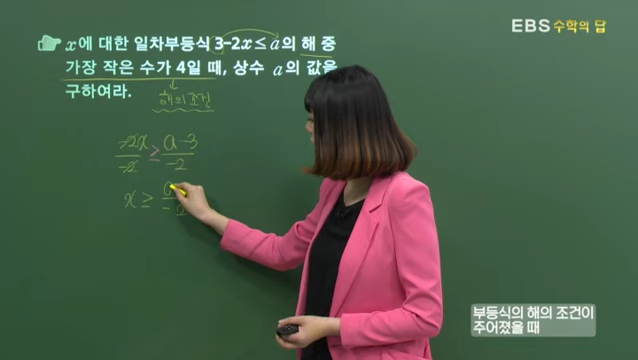 EBS 수학의 답
x에 대한 일차부등식 3-2x≤a의 해 중
가장 작은 수가 4일 때, 상수 a의 값을
구하여라.
해의 조건
-2x/-2 ≥ a-3/-2
x ≥
부등식의 해의 조건이
주어졌을 때